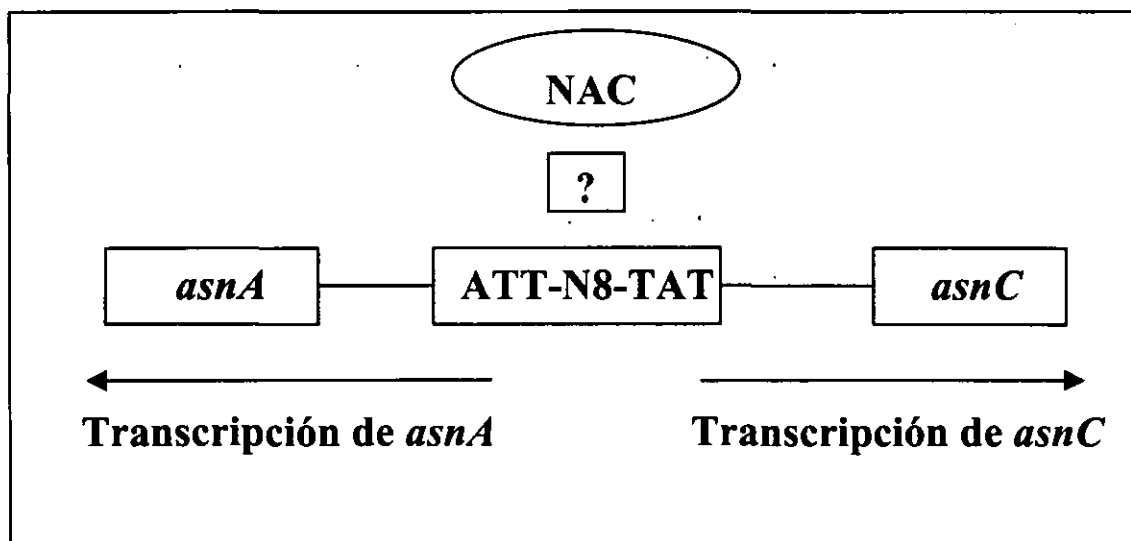 NAC
?
asnA ATT-N8-TAT asnC
Transcripción de asnA Transcripción de asnC